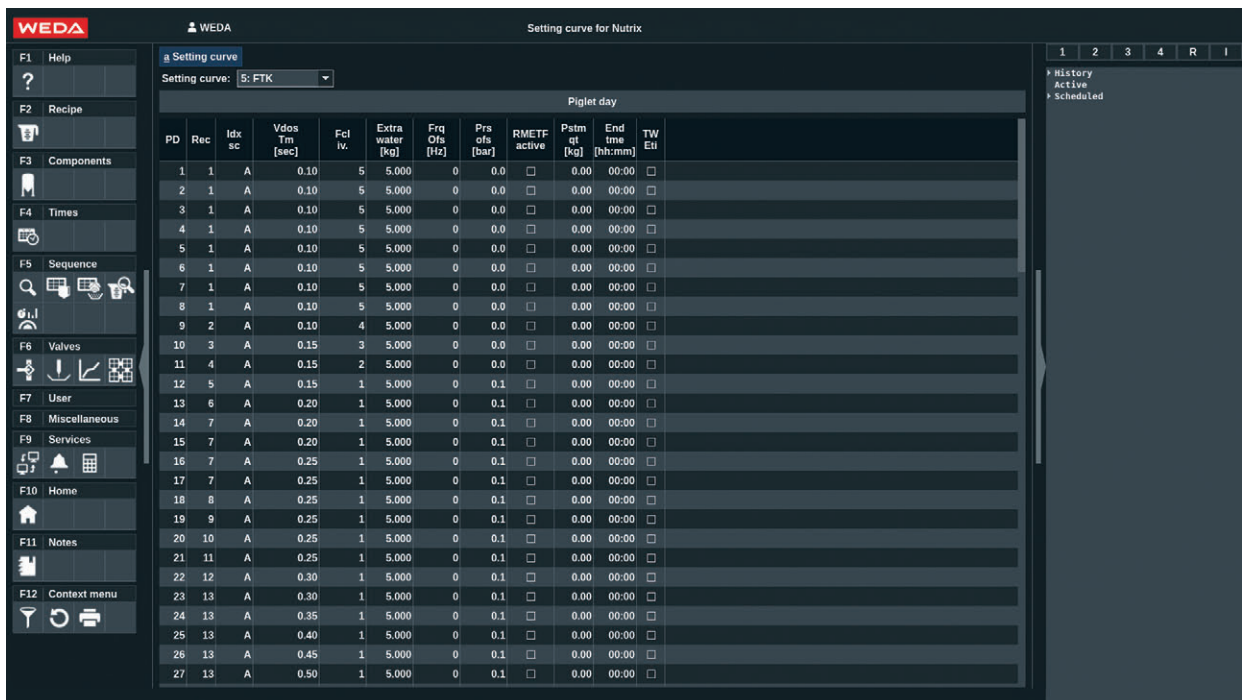 WEDA
WEDA
Setting curve for Nutrix
F1 Help
?
F2 Recipe
F3 Components
F4 Times
F5 Sequence
F6 Valves
F7 User
F8 Miscellaneous
F9 Services
F10 Home
F11 Notes
F12 Context menu
a Setting curve
Setting curve: 5: FTK
Piglet day
PD Rec Idx sc Vdos Tm [sec] Fcl iv. Extra water [kg] Frq Ofs [Hz] Prs ofs [bar] RMETF active Pstm qt [kg] End tme [hh:mm] TW Eti
1 1 A 0.10 5 5.000 0 0.0 0.00 00:00
2 1 A 0.10 5 5.000 0 0.0 0.00 00:00
3 1 A 0.10 5 5.000 0 0.0 0.00 00:00
4 1 A 0.10 5 5.000 0 0.0 0.00 00:00
5 1 A 0.10 5 5.000 0 0.0 0.00 00:00
6 1 A 0.10 5 5.000 0 0.0 0.00 00:00
7 1 A 0.10 5 5.000 0 0.0 0.00 00:00
8 1 A 0.10 5 5.000 0 0.0 0.00 00:00
9 2 A 0.10 4 5.000 0 0.0 0.00 00:00
10 3 A 0.15 3 5.000 0 0.0 0.00 00:00
11 4 A 0.15 2 5.000 0 0.0 0.00 00:00
12 5 A 0.15 1 5.000 0 0.1 0.00 00:00
13 6 A 0.20 1 5.000 0 0.1 0.00 00:00
14 7 A 0.20 1 5.000 0 0.1 0.00 00:00
15 7 A 0.20 1 5.000 0 0.1 0.00 00:00
16 7 A 0.25 1 5.000 0 0.1 0.00 00:00
17 7 A 0.25 1 5.000 0 0.1 0.00 00:00
18 8 A 0.25 1 5.000 0 0.1 0.00 00:00
19 9 A 0.25 1 5.000 0 0.1 0.00 00:00
20 10 A 0.25 1 5.000 0 0.1 0.00 00:00
21 11 A 0.25 1 5.000 0 0.1 0.00 00:00
22 12 A 0.30 1 5.000 0 0.1 0.00 00:00
23 13 A 0.30 1 5.000 0 0.1 0.00 00:00
24 13 A 0.35 1 5.000 0 0.1 0.00 00:00
25 13 A 0.40 1 5.000 0 0.1 0.00 00:00
26 13 A 0.45 1 5.000 0 0.1 0.00 00:00
27 13 A 0.50 1 5.000 0 0.1 0.00 00:00
1 2 3 4 R I
History
Active
Scheduled